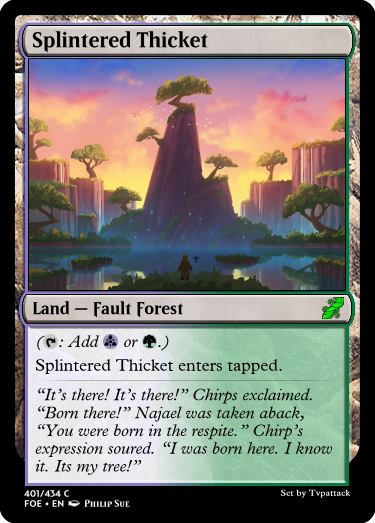 Splintered Thicket
Land — Fault Forest
(: Add or .)
Splintered Thicket enters tapped.
“It’s there! It’s there!” Chirps exclaimed.
“Born there!” Najael was taken aback,
“You were born in the respite.” Chirp’s
expression soured. “I was born here. I know
it. Its my tree!”
401/434 C
FOE • EN Philip Sue
Set by Tvpattack